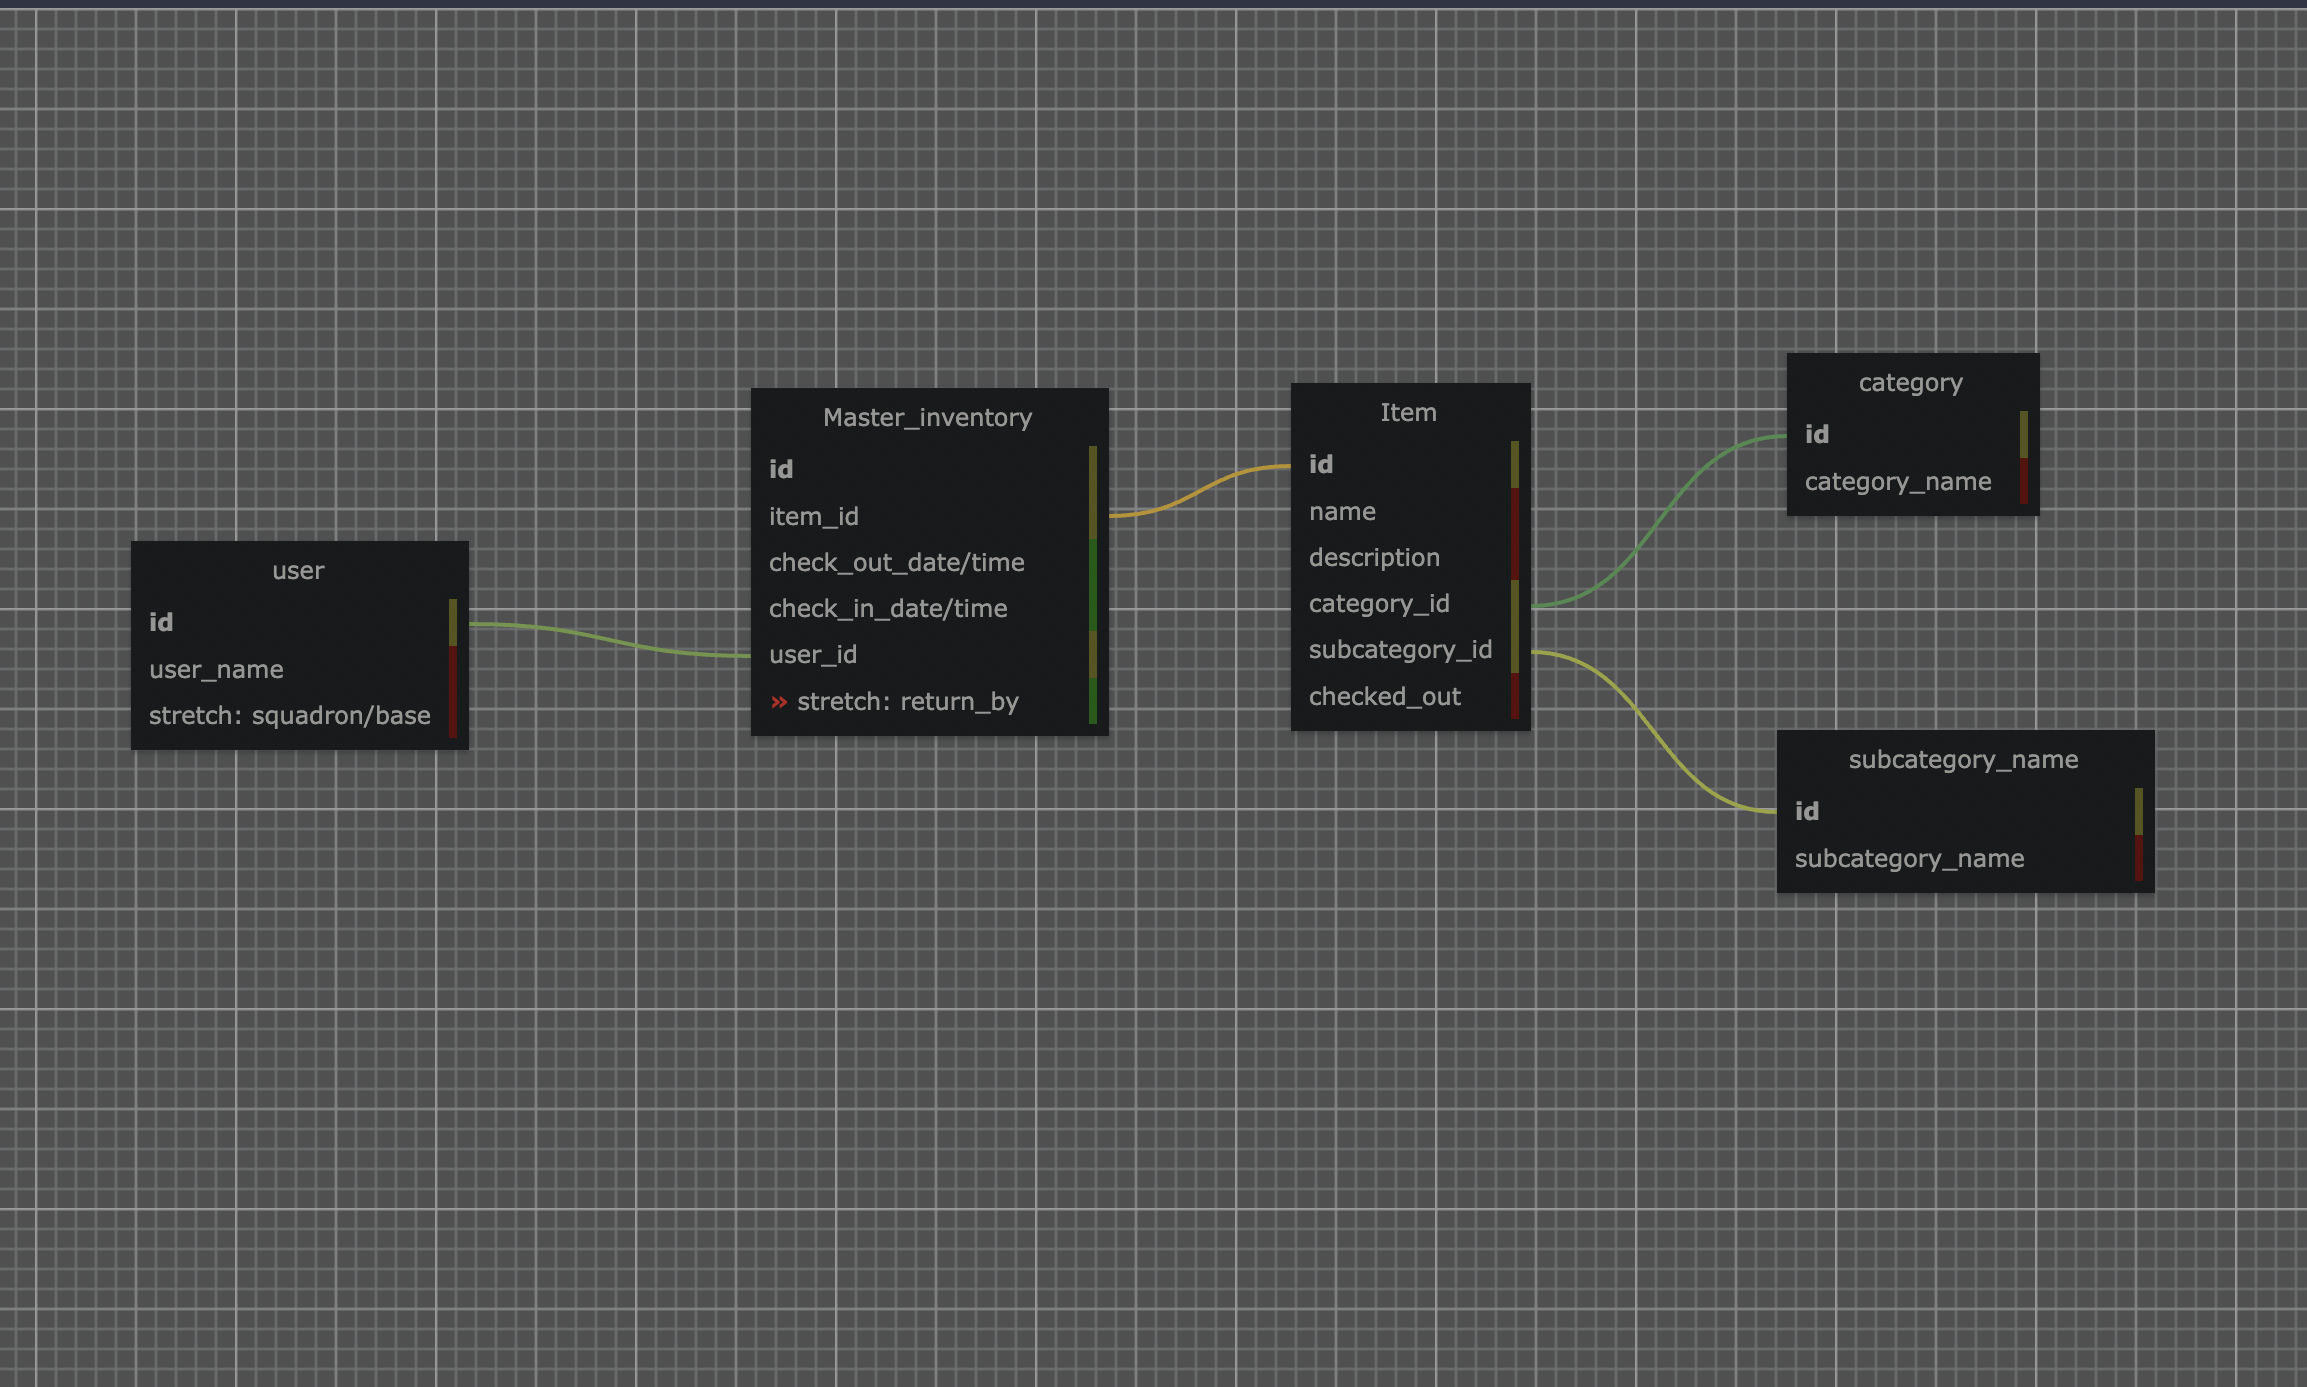 user
id
user_name
stretch: squadron/base
Master_inventory
id
item_id
check_out_date/time
check_in_date/time
user_id
» stretch: return_by
Item
id
name
description
category_id
subcategory_id
checked_out
category
id
category_name
subcategory_name
id
subcategory_name